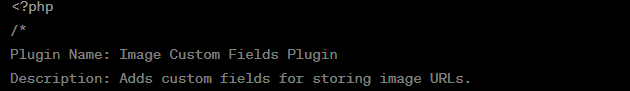 <?php
/*
Plugin Name: Image Custom Fields Plugin
Description: Adds custom fields for storing image URLs.